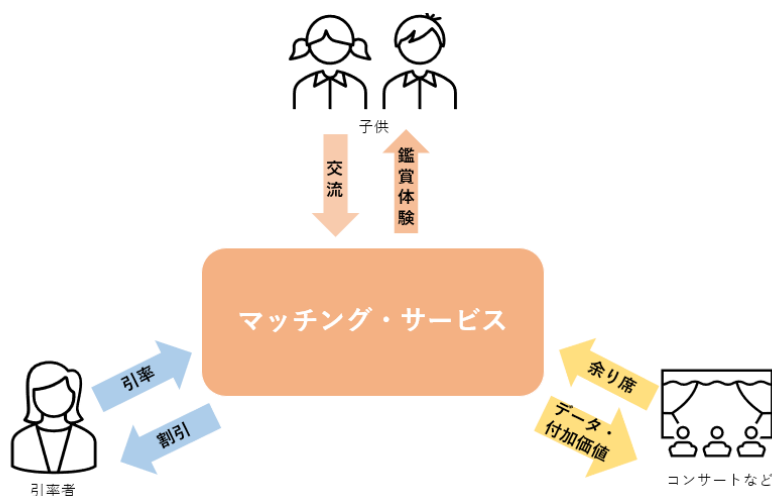 子供
交流
鑑賞体験
マッチング・サービス
引率
割引
引率者
余り席
データ・
付加価値
コンサートなど